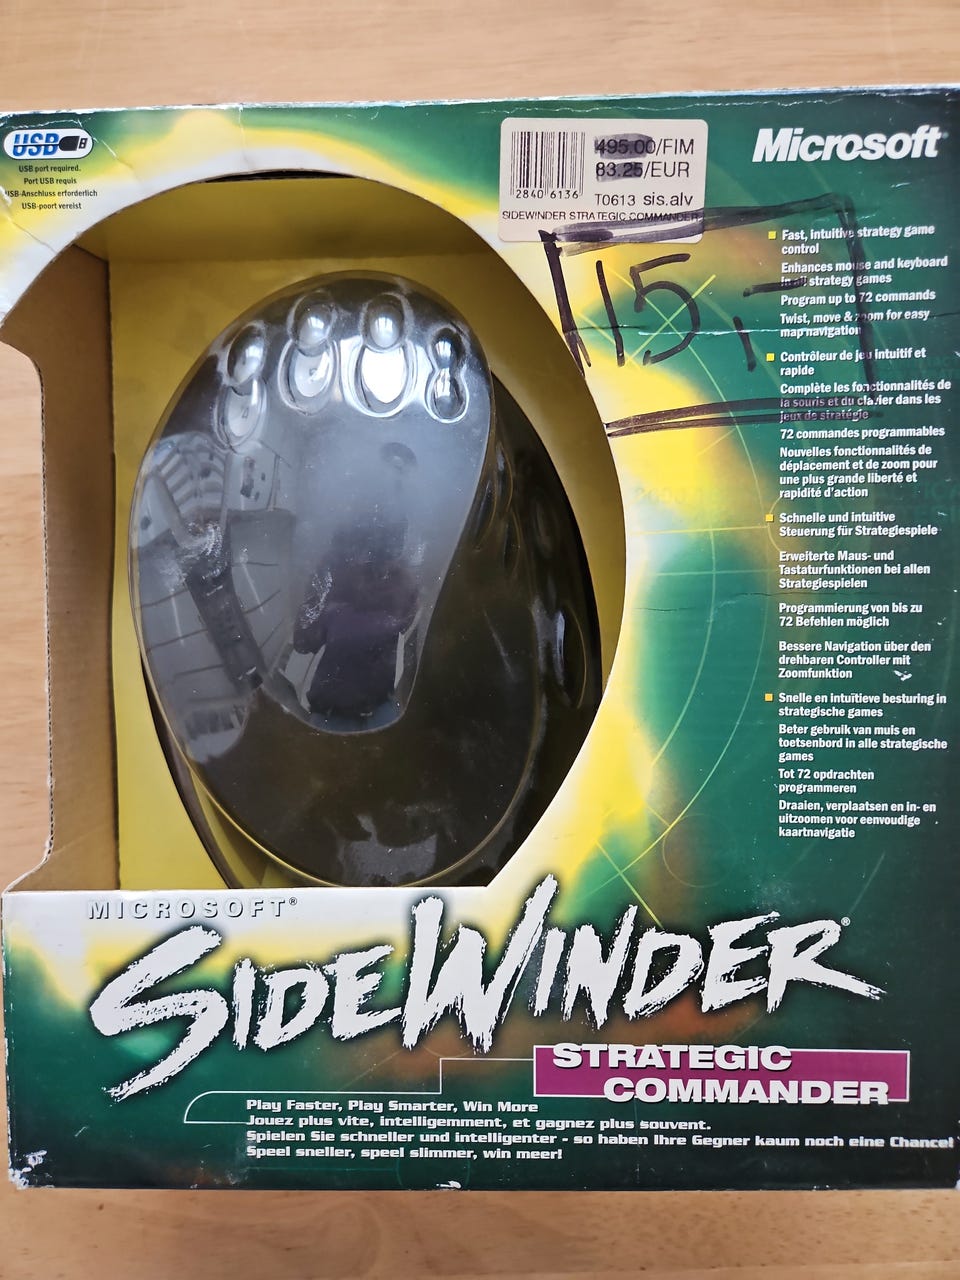 USB
USB port required.
Port USB requis
USB-Anschluss erforderlich
USB-poort vereist
495.00/FIM
83.25/EUR
2840 6136
T0613 sis.alv
SIDEWINDER STRATEGIC COMMANDER
115,-
Microsoft®
Fast, intuitive strategy game
control
Enhances mouse and keyboard
in all strategy games
Program up to 72 commands
Twist, move & zoom for easy
map navigation
Contrôleur de jeu intuitif et
rapide
Complète les fonctionnalités de
la souris et du clavier dans les
jeux de stratégie
72 commandes programmables
Nouvelles fonctionnalités de
déplacement et de zoom pour
une plus grande liberté et
rapidité d'action
Schnelle und intuitive
Steuerung für Strategiespiele
Erweiterte Maus- und
Tastaturfunktionen bei allen
Strategiespielen
Programmierung von bis zu
72 Befehlen möglich
Bessere Navigation über den
drehbaren Controller mit
Zoomfunktion
Snelle en intuïtieve besturing in
strategische games
Beter gebruik van muis en
toetsenbord in alle strategische
games
Tot 72 opdrachten
programmeren
Draaien, verplaatsen en in- en
uitzoomen voor eenvoudige
kaartnavigatie
MICROSOFT®
SIDEWINDER®
STRATEGIC
COMMANDER
Play Faster, Play Smarter, Win More
Jouez plus vite, intelligemment, et gagnez plus souvent.
Spielen Sie schneller und intelligenter - so haben Ihre Gegner kaum noch eine Chance!
Speel sneller, speel slimmer, win meer!